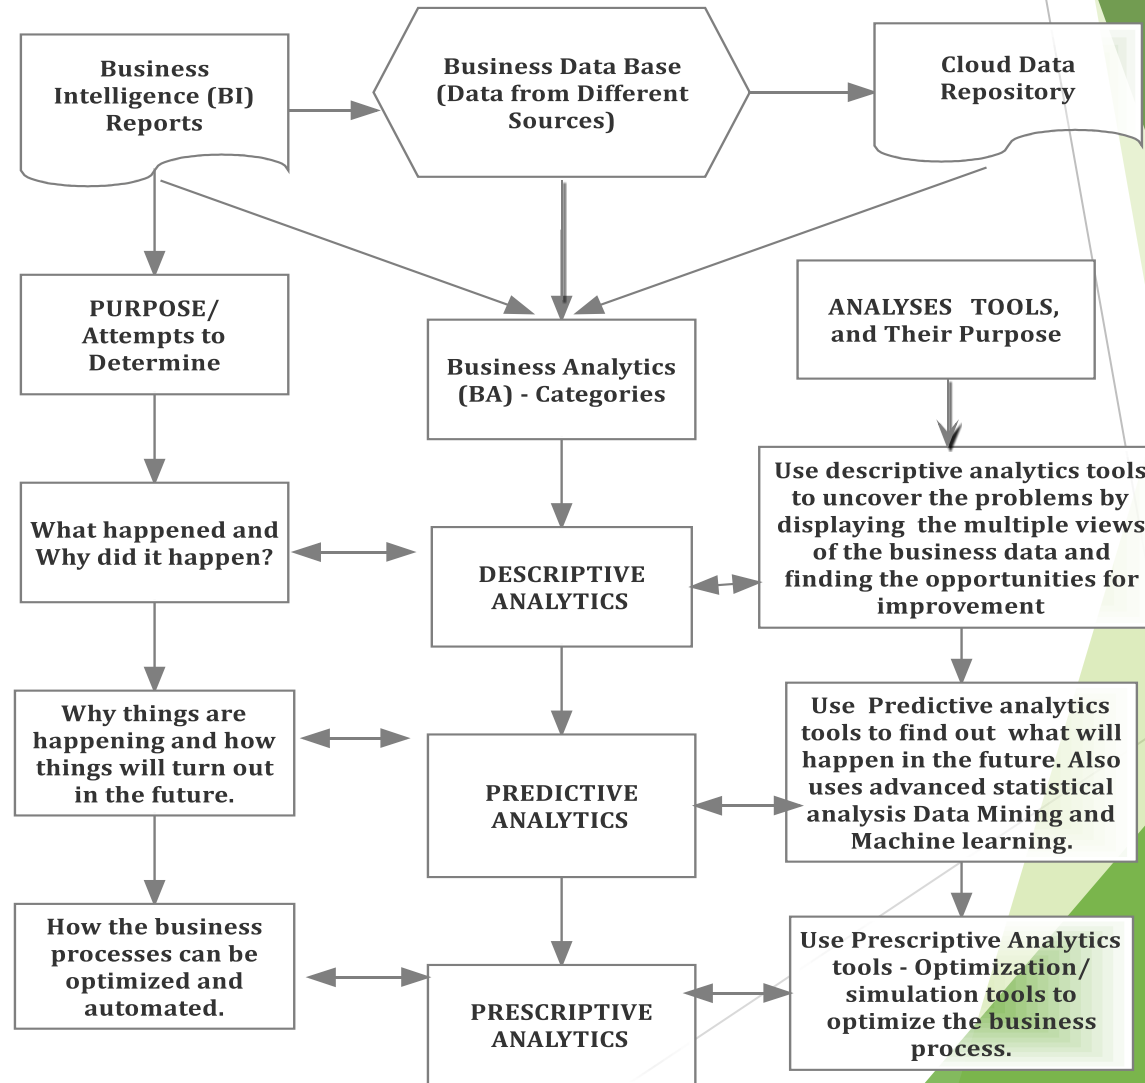 Business
Intelligence (BI)
Reports
Business Data Base
(Data from Different
Sources)
Cloud Data
Repository
PURPOSE/
Attempts to
Determine
Business Analytics
(BA) - Categories
ANALYSES TOOLS,
and Their Purpose
What happened and
Why did it happen?
DESCRIPTIVE
ANALYTICS
Use descriptive analytics tools
to uncover the problems by
displaying the multiple views
of the business data and
finding the opportunities for
improvement
Why things are
happening and how
things will turn out
in the future.
PREDICTIVE
ANALYTICS
Use Predictive analytics
tools to find out what will
happen in the future. Also
uses advanced statistical
analysis Data Mining and
Machine learning.
How the business
processes can be
optimized and
automated.
PRESCRIPTIVE
ANALYTICS
Use Prescriptive Analytics
tools - Optimization/
simulation tools to
optimize the business
process.